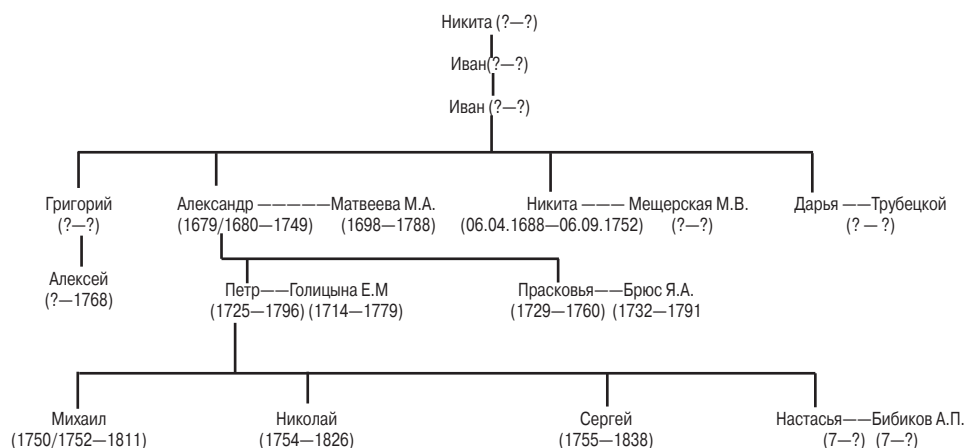 Никита (?—?)
Иван(?—?)
Иван (?—?)
Григорий
(?—?)
Александр —————Матвеева М.А.
(1679/1680—1749) (1698—1788)
Никита ——— Мещерская М.В.
(06.04.1688—06.09.1752) (?—?)
Дарья ——Трубецкой
(? — ?)
Алексей
(?—1768)
Петр——Голицына Е.М
(1725—1796) (1714—1779)
Прасковья——Брюс Я.А.
(1729—1760) (1732—1791
Михаил
(1750/1752—1811)
Николай
(1754—1826)
Сергей
(1755—1838)
Настасья——Бибиков А.П.
(7—?) (7—?)